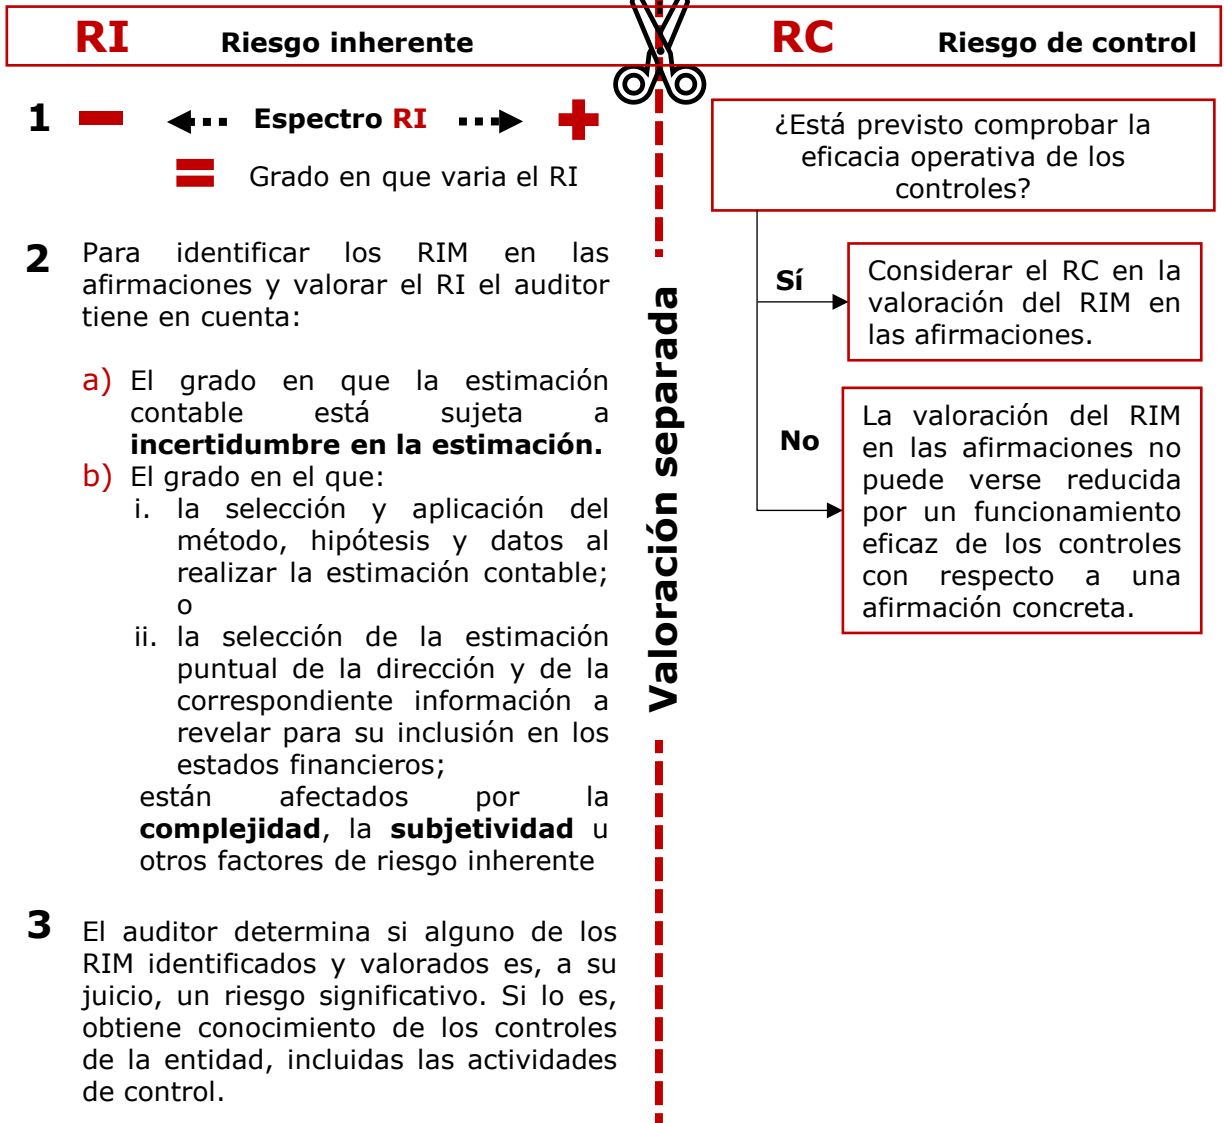 RI Riesgo inherente
RC Riesgo de control
1
Espectro RI
Grado en que varia el RI
2 Para identificar los RIM en las
afirmaciones y valorar el RI el auditor
tiene en cuenta:
a) El grado en que la estimación
contable está sujeta a
incertidumbre en la estimación.
b) El grado en el que:
i. la selección y aplicación del
método, hipótesis y datos al
realizar la estimación contable;
o
ii. la selección de la estimación
puntual de la dirección y de la
correspondiente información a
revelar para su inclusión en los
estados financieros;
están afectados por la
complejidad, la subjetividad u
otros factores de riesgo inherente
3 El auditor determina si alguno de los
RIM identificados y valorados es, a su
juicio, un riesgo significativo. Si lo es,
obtiene conocimiento de los controles
de la entidad, incluidas las actividades
de control.
Valoración separada
¿Está previsto comprobar la
eficacia operativa de los
controles?
Sí
Considerar el RC en la
valoración del RIM en
las afirmaciones.
No
La valoración del RIM
en las afirmaciones no
puede verse reducida
por un funcionamiento
eficaz de los controles
con respecto a una
afirmación concreta.